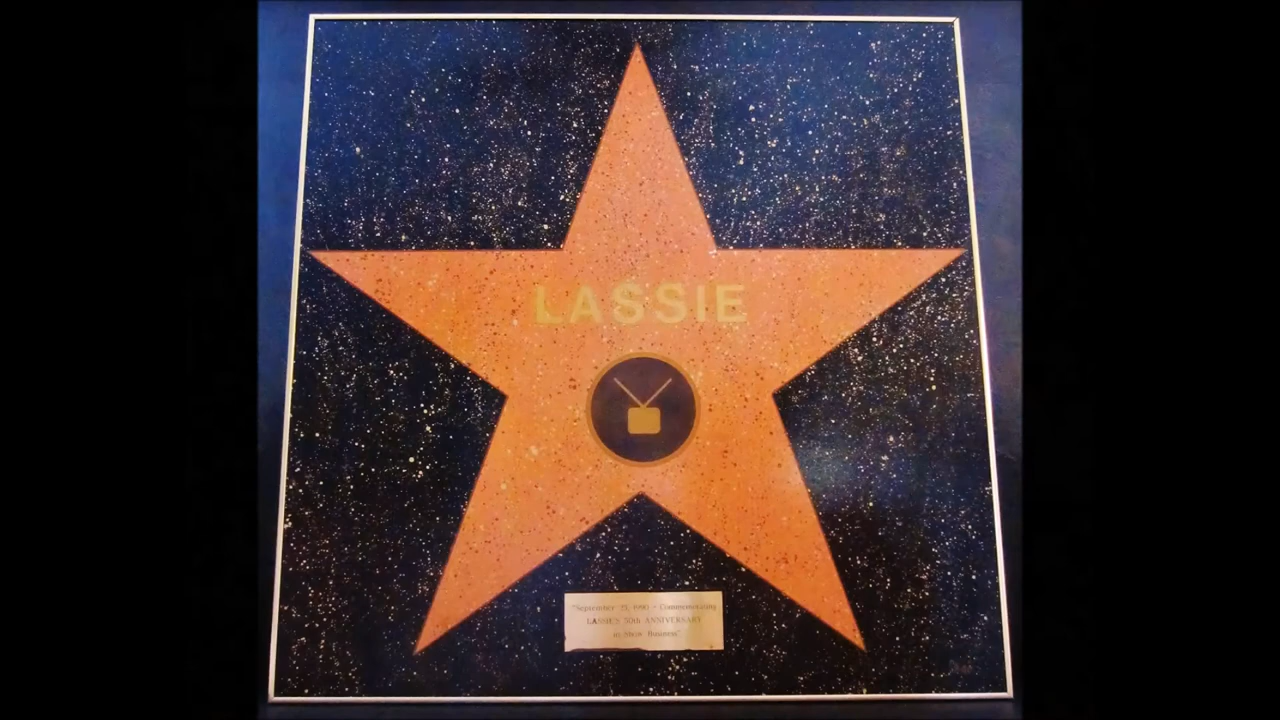 LASSIE
"September 25, 1990 - Commemorating
LASSIE'S 50th ANNIVERSARY
in Show Business"